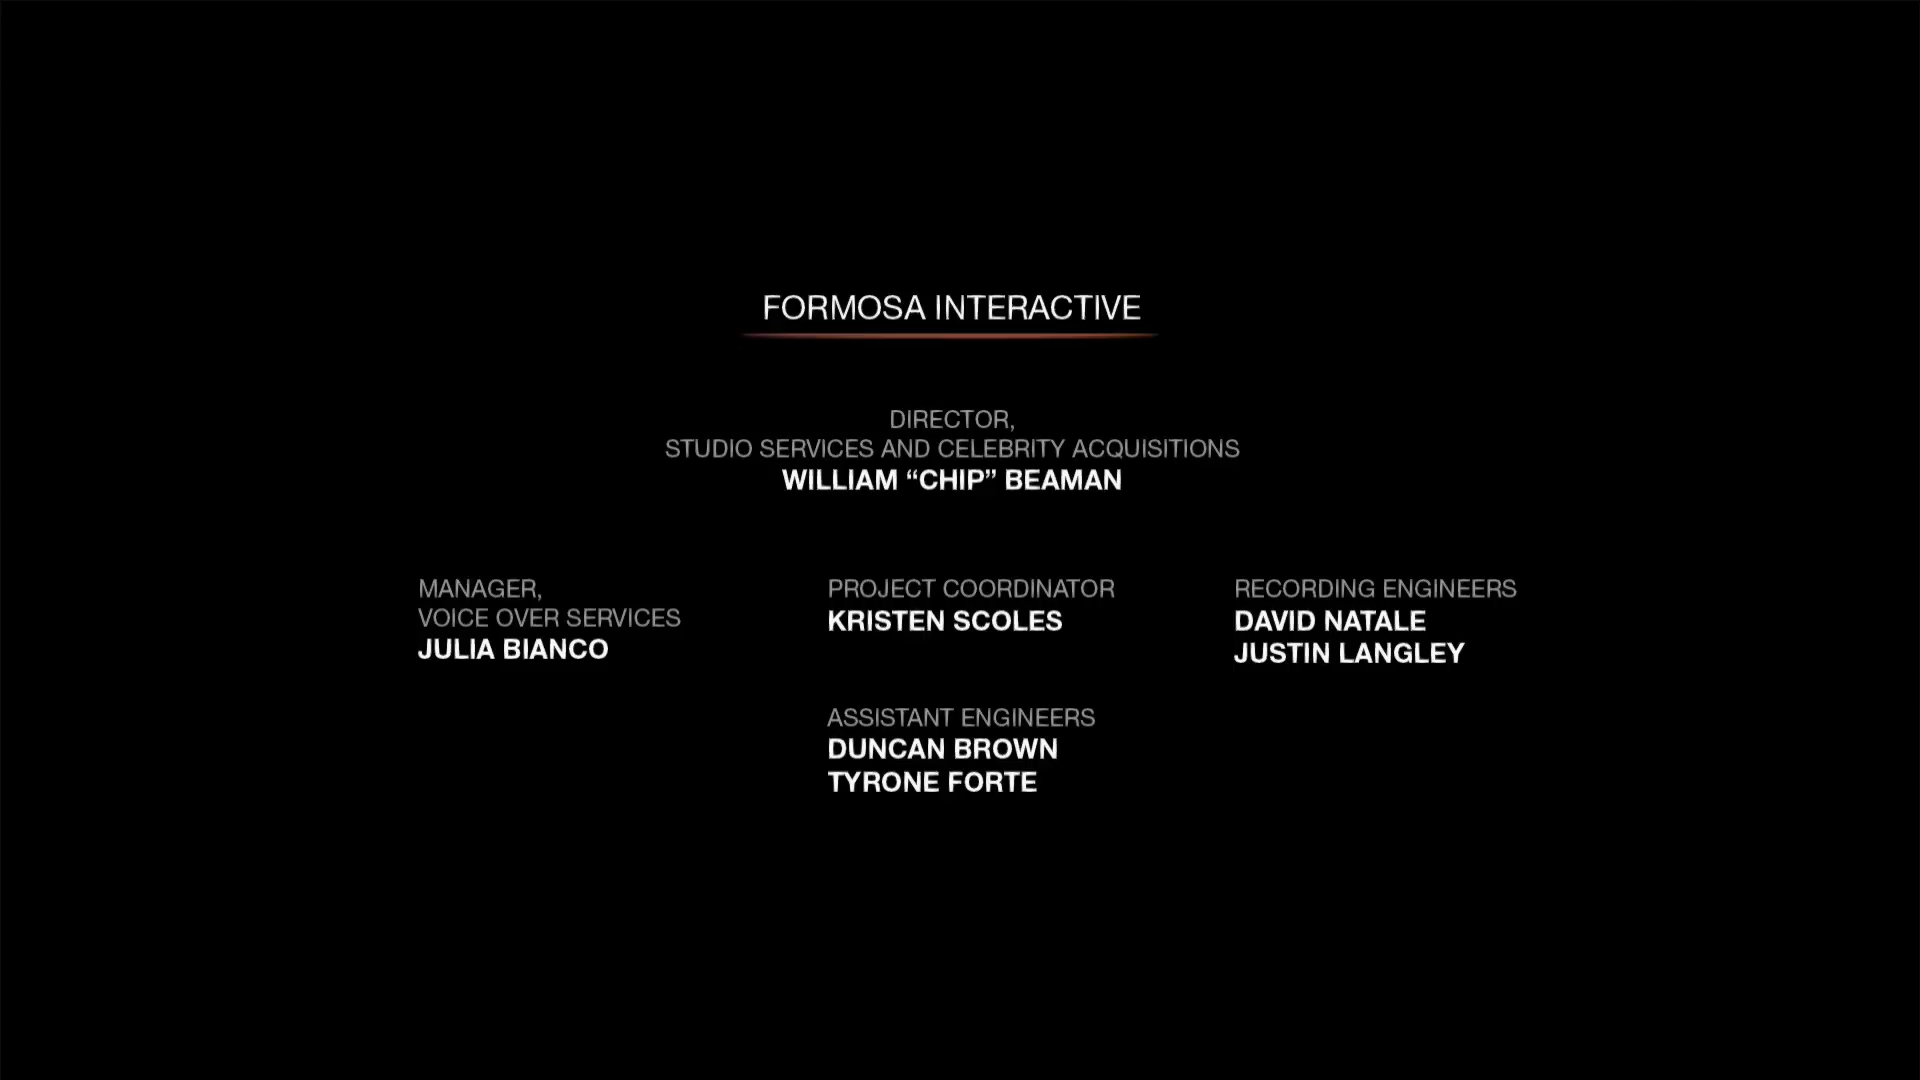 FORMOSA INTERACTIVE
DIRECTOR,
STUDIO SERVICES AND CELEBRITY ACQUISITIONS
WILLIAM “CHIP” BEAMAN
MANAGER,
VOICE OVER SERVICES
JULIA BIANCO
PROJECT COORDINATOR
KRISTEN SCOLES
RECORDING ENGINEERS
DAVID NATALE
JUSTIN LANGLEY
ASSISTANT ENGINEERS
DUNCAN BROWN
TYRONE FORTE